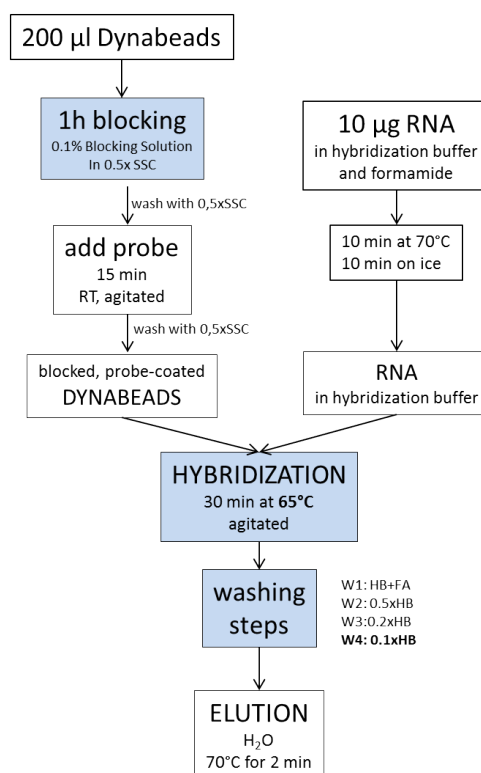 200 µl Dynabeads
1h blocking
0.1% Blocking Solution
In 0.5x SSC
wash with 0,5xSSC
add probe
15 min
RT, agitated
wash with 0,5xSSC
blocked, probe-coated
DYNABEADS
10 µg RNA
in hybridization buffer
and formamide
10 min at 70°C
10 min on ice
RNA
in hybridization buffer
HYBRIDIZATION
30 min at 65°C
agitated
washing
steps
W1: HB+FA
W2: 0.5xHB
W3:0.2xHB
W4: 0.1xHB
ELUTION
H₂O
70°C for 2 min